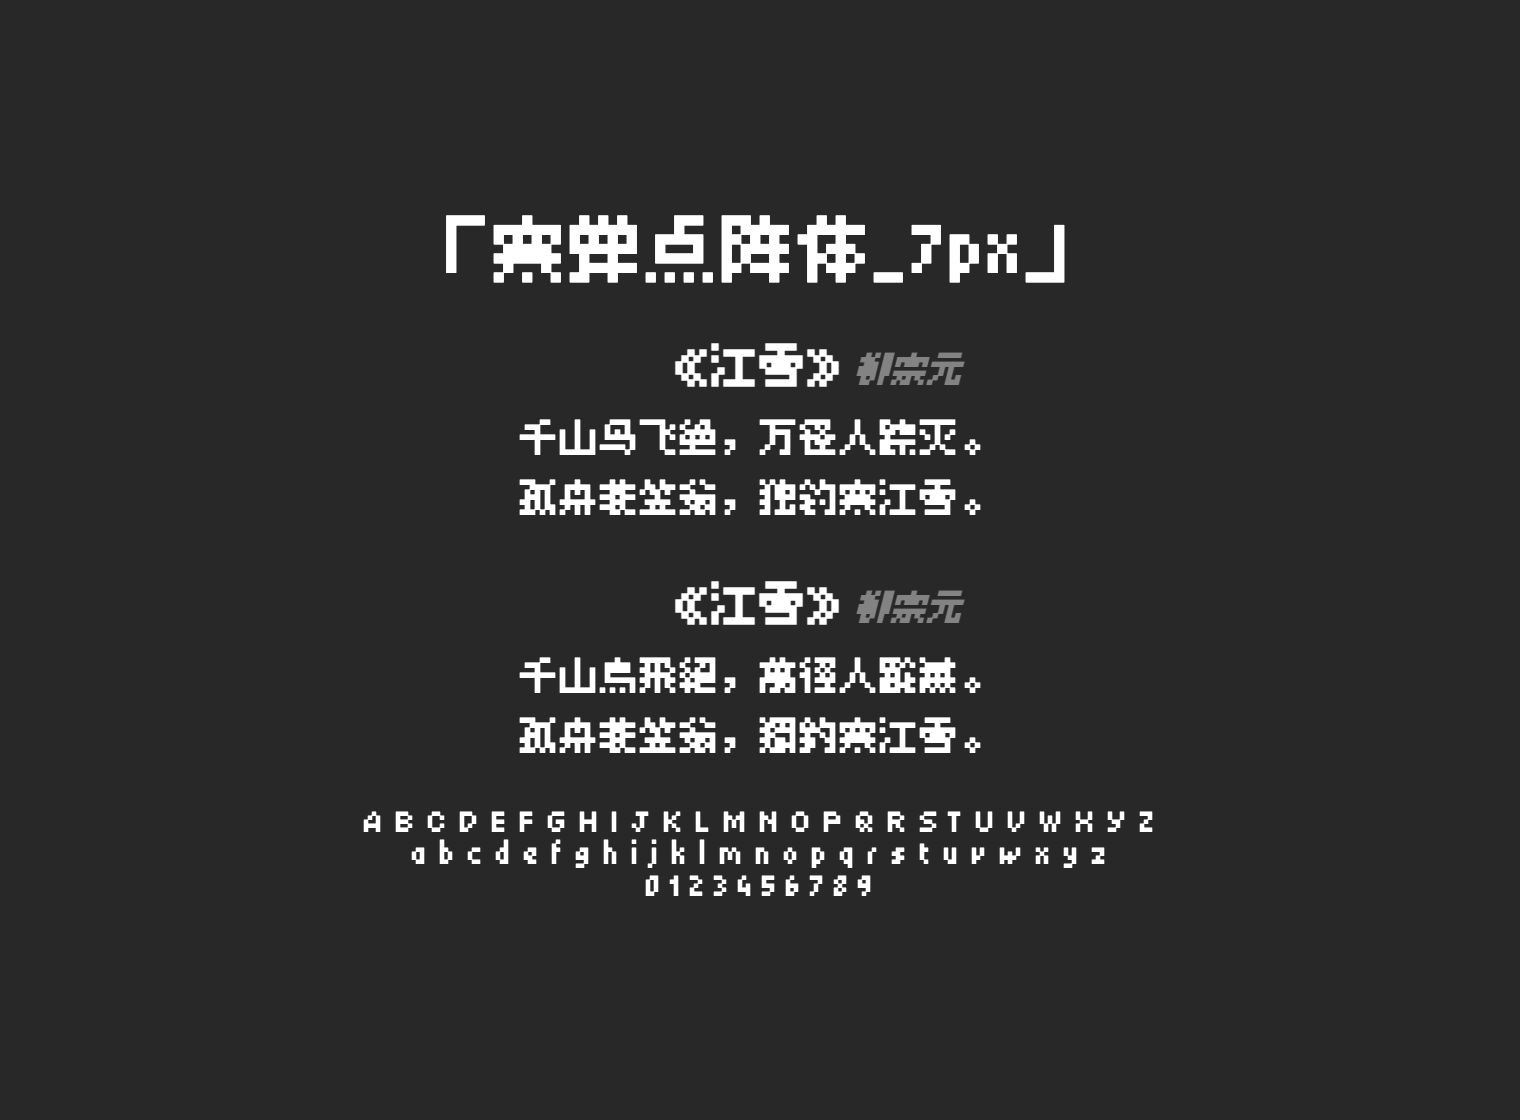 「寒蝉点阵体_7px」
《江雪》 柳宗元
千山鸟飞绝，万径人踪灭。
孤舟蓑笠翁，独钓寒江雪。
《江雪》 柳宗元
千山鳥飛絕，萬徑人蹤滅。
孤舟蓑笠翁，獨釣寒江雪。
A B C D E F G H I J K L M N O P Q R S T U V W X Y Z
a b c d e f g h i j k l m n o p q r s t u v w x y z
0 1 2 3 4 5 6 7 8 9